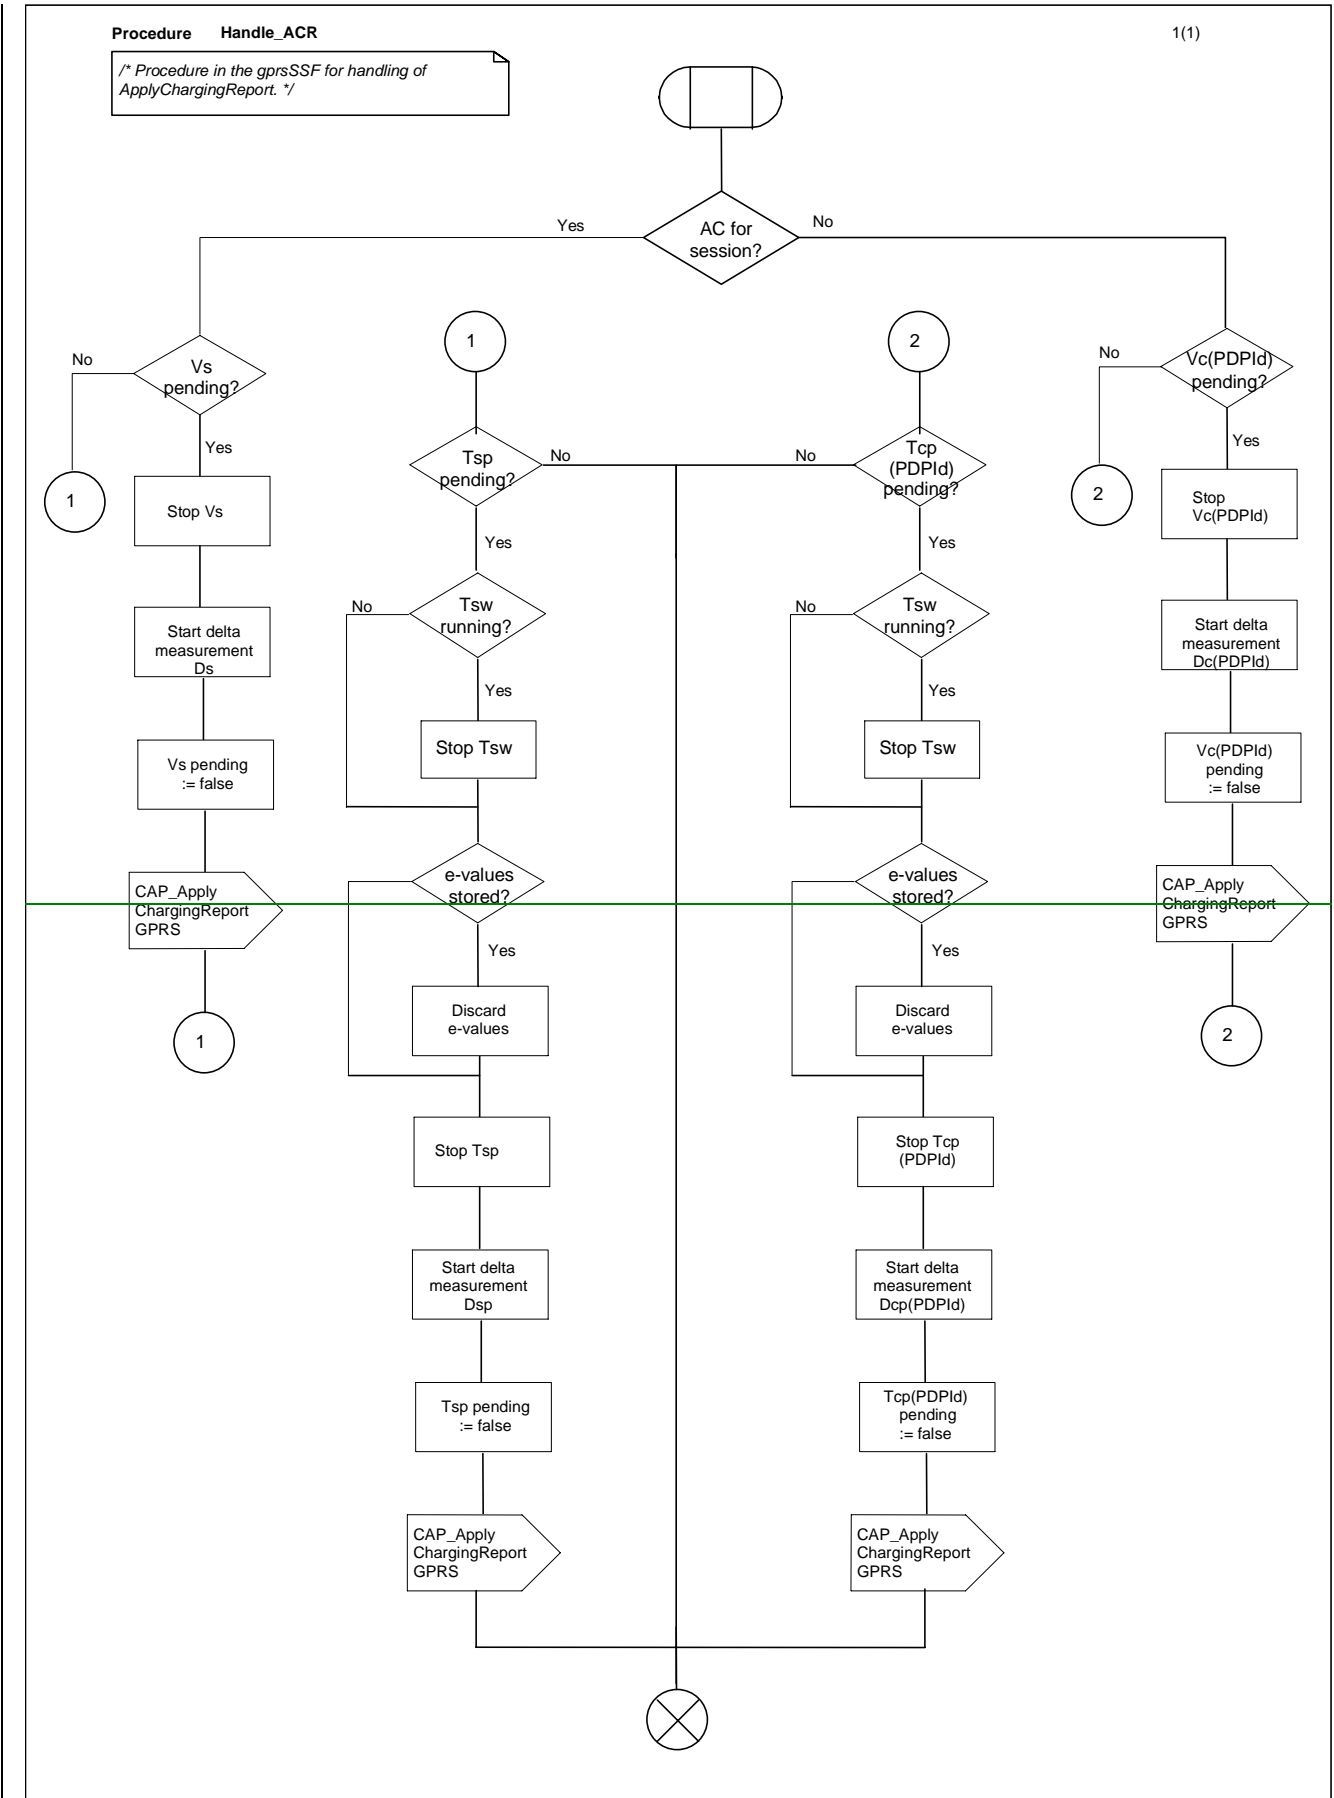 Procedure Handle_ACR
1(1)
/* Procedure in the gprsSSF for handling of
ApplyChargingReport. */
AC for
session?
Yes
No
Vs
pending?
No
Yes
1
Stop Vs
Start delta
measurement
Ds
Vs pending
:= false
CAP_Apply
ChargingReport
GPRS
1
1
Tsp
pending?
No
Yes
Tsw
running?
No
Yes
Stop Tsw
e-values
stored?
Yes
Discard
e-values
Stop Tsp
Start delta
measurement
Dsp
Tsp pending
:= false
CAP_Apply
ChargingReport
GPRS
2
Tcp
(PDPId)
pending?
No
Yes
Tsw
running?
No
Yes
Stop Tsw
e-values
stored?
Yes
Discard
e-values
Stop Tcp
(PDPId)
Start delta
measurement
Dcp(PDPId)
Tcp(PDPId)
pending
:= false
CAP_Apply
ChargingReport
GPRS
Vc(PDPId)
pending?
No
Yes
2
Stop
Vc(PDPId)
Start delta
measurement
Dc(PDPId)
Vc(PDPId)
pending
:= false
CAP_Apply
ChargingReport
GPRS
2